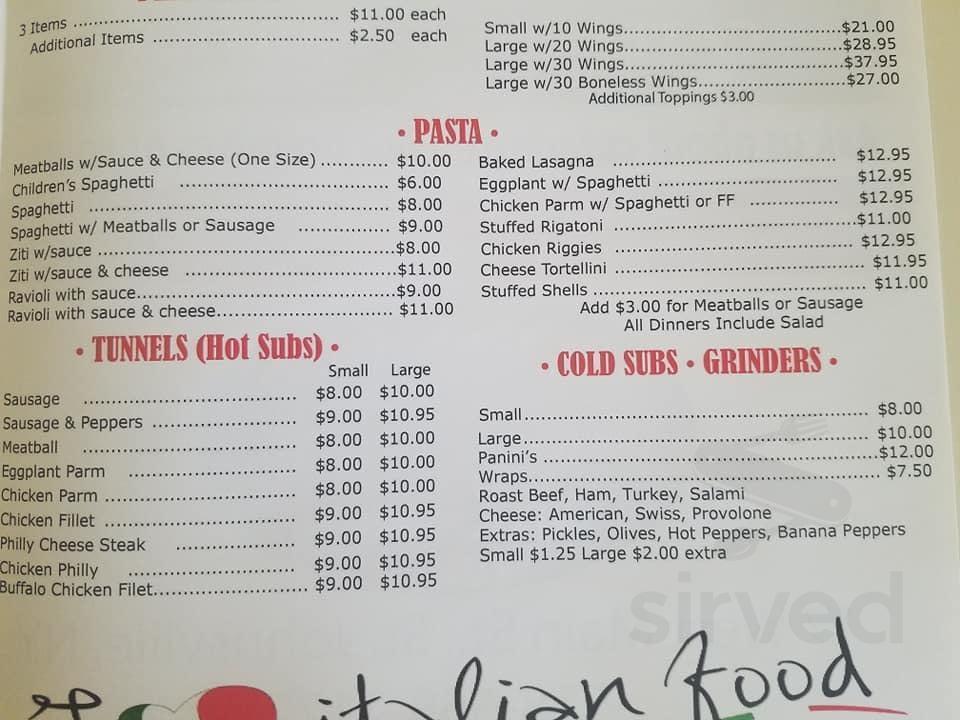 3 Items ........ $11.00 each
Additional Items ........ $2.50 each
Small w/10 Wings........$21.00
Large w/20 Wings........$28.95
Large w/30 Wings........$37.95
Large w/30 Boneless Wings........$27.00
Additional Toppings $3.00
• PASTA •
Meatballs w/Sauce & Cheese (One Size) ........ $10.00
Children's Spaghetti ........ $6.00
Spaghetti ........ $8.00
Spaghetti w/ Meatballs or Sausage ........ $9.00
Ziti w/sauce ........$8.00
Ziti w/sauce & cheese ........$11.00
Ravioli with sauce........$9.00
Ravioli with sauce & cheese........ $11.00
Baked Lasagna ........ $12.95
Eggplant w/ Spaghetti ........ $12.95
Chicken Parm w/ Spaghetti or FF ........ $12.95
Stuffed Rigatoni ........$11.00
Chicken Riggies ........ $12.95
Cheese Tortellini ........ $11.95
Stuffed Shells ........ $11.00
Add $3.00 for Meatballs or Sausage
All Dinners Include Salad
• TUNNELS (Hot Subs) •
Small Large
Sausage ........ $8.00 $10.00
Sausage & Peppers ........ $9.00 $10.95
Meatball ........ $8.00 $10.00
Eggplant Parm ........ $8.00 $10.00
Chicken Parm ........ $8.00 $10.00
Chicken Fillet ........ $9.00 $10.95
Philly Cheese Steak ........ $9.00 $10.95
Chicken Philly ........ $9.00 $10.95
Buffalo Chicken Filet........ $9.00 $10.95
• COLD SUBS • GRINDERS •
Small........ $8.00
Large........ $10.00
Panini's ........$12.00
Wraps........ $7.50
Roast Beef, Ham, Turkey, Salami
Cheese: American, Swiss, Provolone
Extras: Pickles, Olives, Hot Peppers, Banana Peppers
Small $1.25 Large $2.00 extra
sirved
italian Food